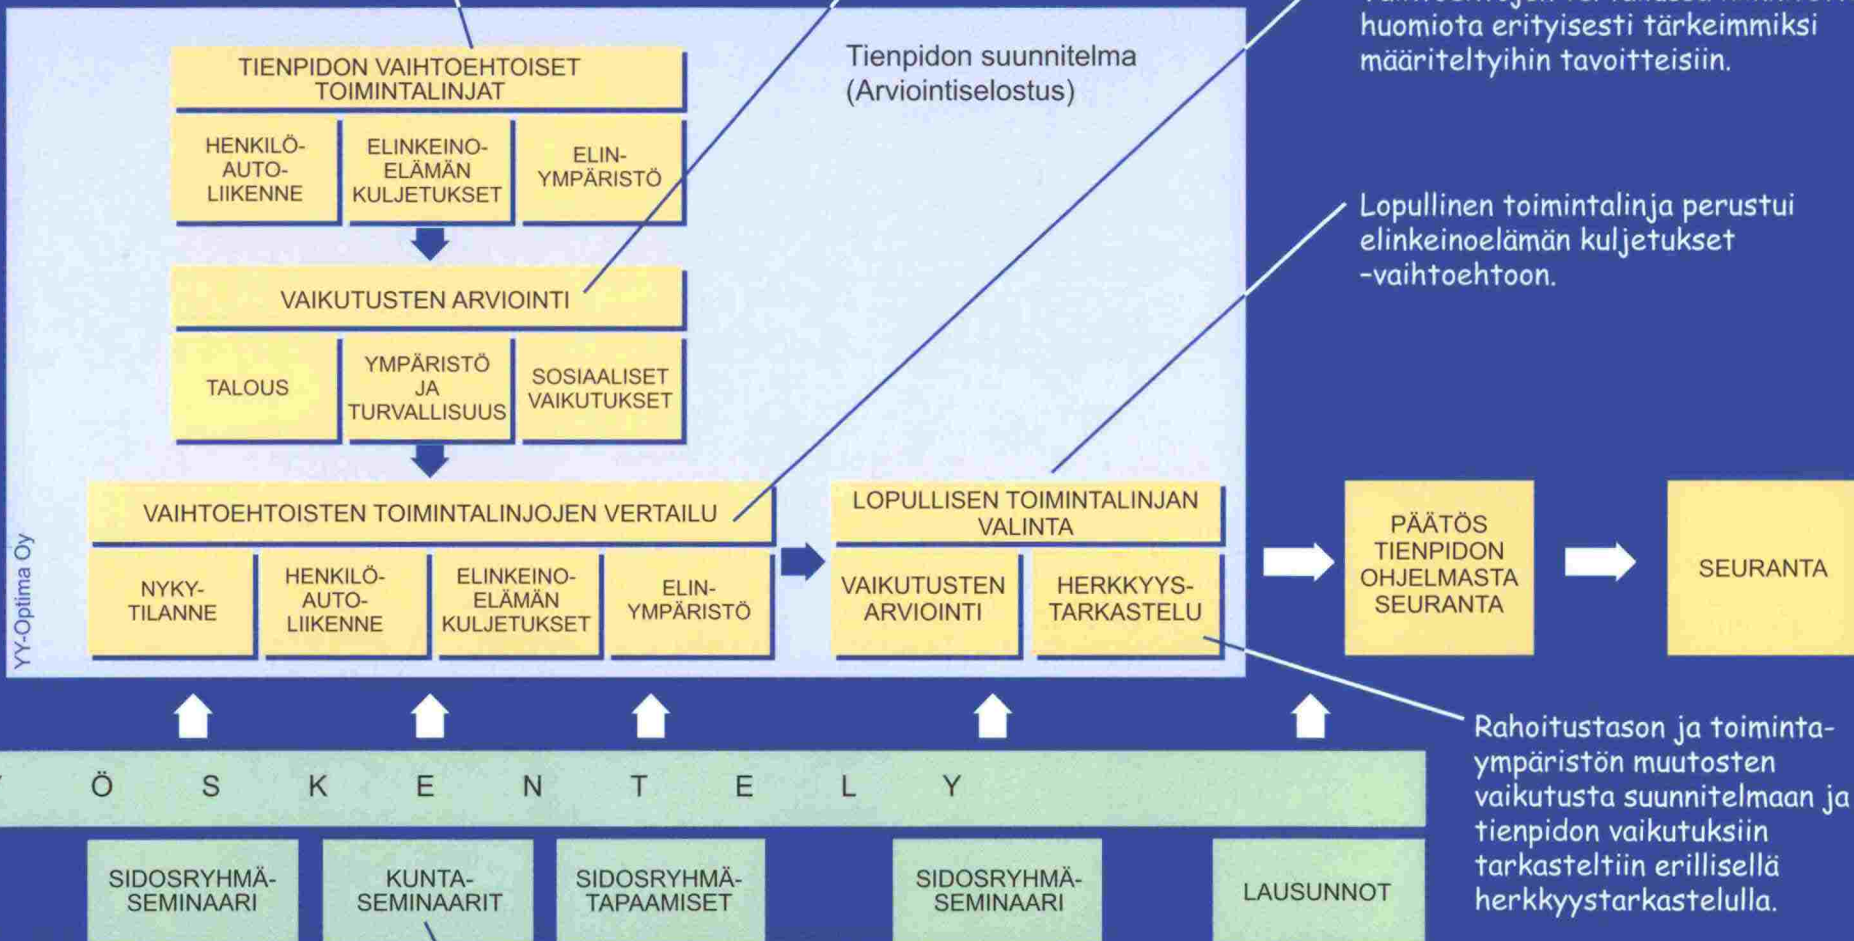 huomiota erityisesti tärkeimmiksi
määriteltyihin tavoitteisiin.
Tienpidon suunnitelma
(Arviointiselostus)
TIENPIDON VAIHTOEHTOISET
TOIMINTALINJAT
HENKILÖ-
AUTO-
LIIKENNE
ELINKEINO-
ELÄMÄN
KULJETUKSET
ELIN-
YMPÄRISTÖ
Lopullinen toimintalinja perustui
elinkeinoelämän kuljetukset
-vaihtoehtoon.
VAIKUTUSTEN ARVIOINTI
TALOUS
YMPÄRISTÖ
JA
TURVALLISUUS
SOSIAALISET
VAIKUTUKSET
VAIHTOEHTOISTEN TOIMINTALINJOJEN VERTAILU
NYKY-
TILANNE
HENKILÖ-
AUTO-
LIIKENNE
ELINKEINO-
ELÄMÄN
KULJETUKSET
ELIN-
YMPÄRISTÖ
LOPULLISEN TOIMINTALINJAN
VALINTA
VAIKUTUSTEN
ARVIOINTI
HERKKYYS-
TARKASTELU
PÄÄTÖS
TIENPIDON
OHJELMASTA
SEURANTA
SEURANTA
YY-Optima Oy
Rahoitustason ja toiminta-
ympäristön muutosten
vaikutusta suunnitelmaan ja
tienpidon vaikutuksiin
tarkasteltiin erillisellä
herkkyystarkastelulla.
Ö S K E N T E L Y
SIDOSRYHMÄ-
SEMINAARI
KUNTA-
SEMINAARIT
SIDOSRYHMÄ-
TAPAAMISET
SIDOSRYHMÄ-
SEMINAARI
LAUSUNNOT